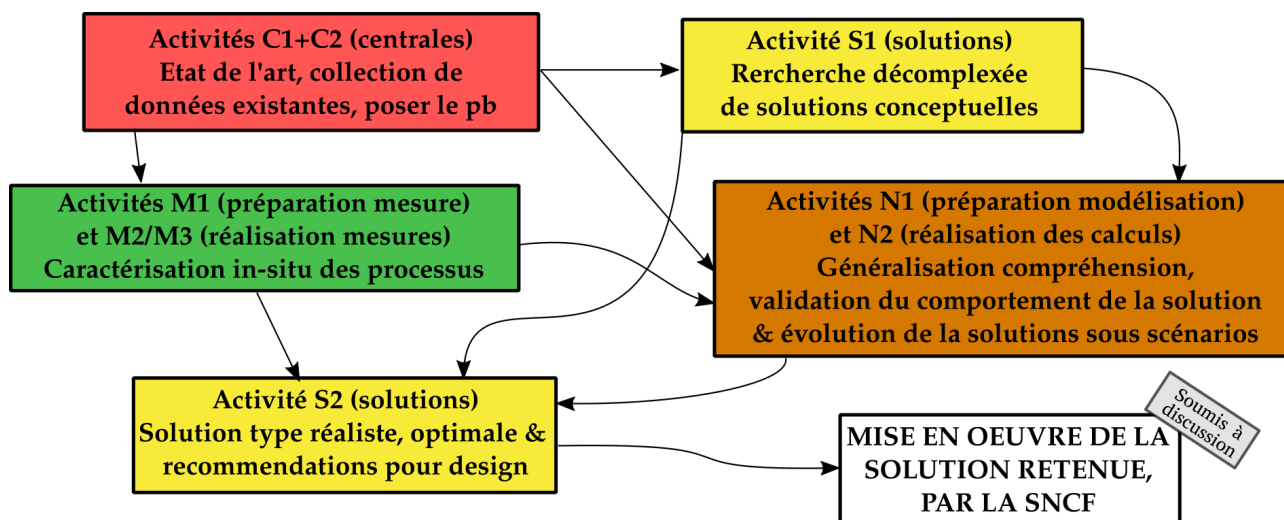 Activités C1+C2 (centrales)
Etat de l'art, collection de
données existantes, poser le pb
Activité S1 (solutions)
Rercherche décomplexée
de solutions conceptuelles
Activités M1 (préparation mesure)
et M2/M3 (réalisation mesures)
Caractérisation in-situ des processus
Activités N1 (préparation modélisation)
et N2 (réalisation des calculs)
Généralisation compréhension,
validation du comportement de la solution
& évolution de la solutions sous scénarios
Activité S2 (solutions)
Solution type réaliste, optimale &
recommendations pour design
Soumis à
discussion
MISE EN OEUVRE DE LA
SOLUTION RETENUE,
PAR LA SNCF